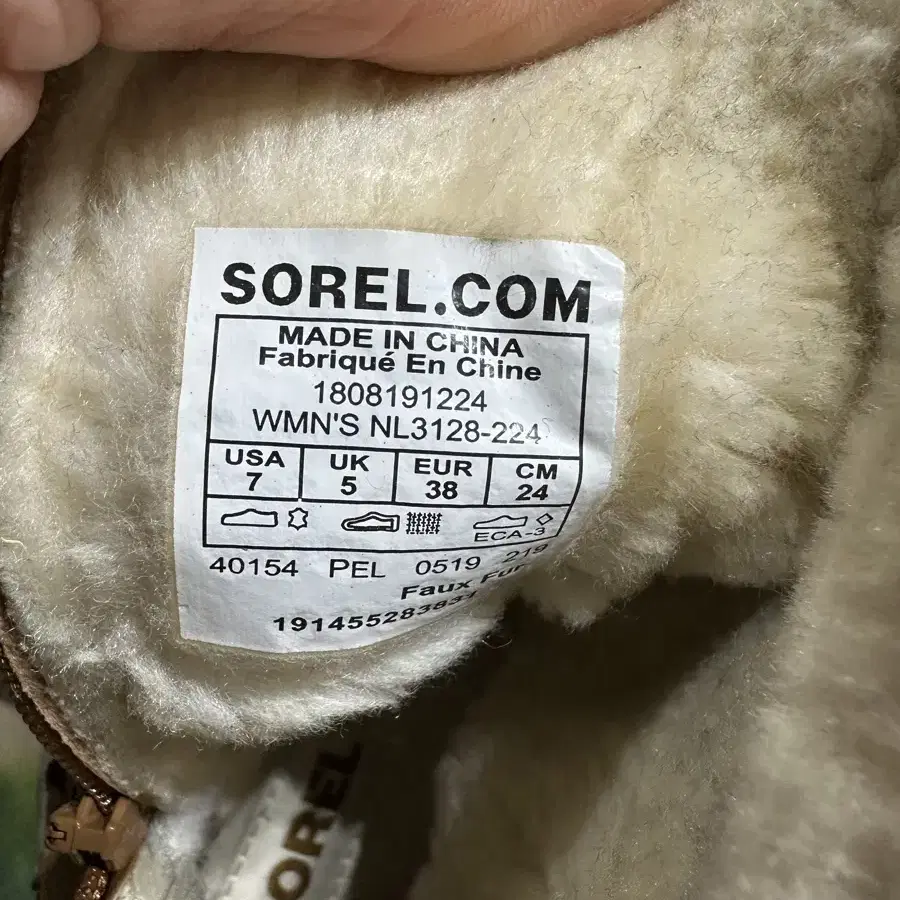 SOREL.COM
MADE IN CHINA
Fabriqué En Chine
1808191224
WMN'S NL3128-224
USA UK EUR CM
7 5 38 24
ECA-3
40154 PEL 0519 219
Faux Fur
OREL